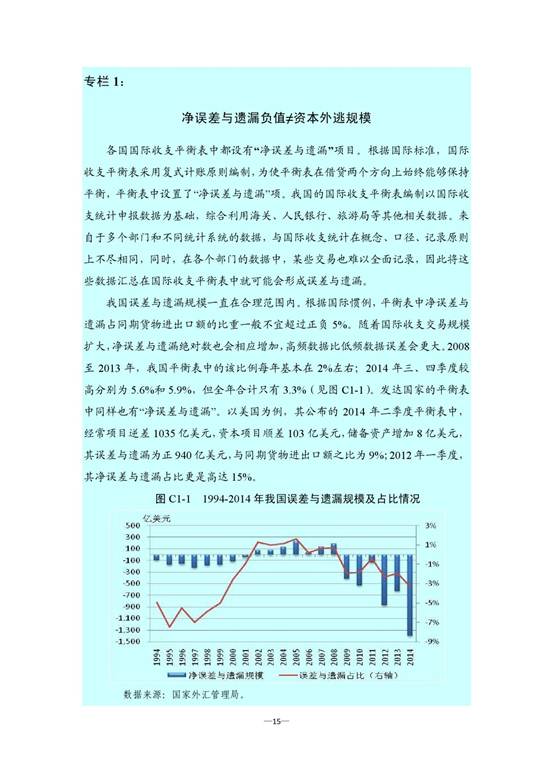 专栏 1：
净误差与遗漏负值≠资本外逃规模
各国国际收支平衡表中都设有“净误差与遗漏”项目。根据国际标准，国际
收支平衡表采用复式计账原则编制，为使平衡表在借贷两个方向上始终能够保持
平衡，平衡表中设置了“净误差与遗漏”项。我国的国际收支平衡表编制以国际收
支统计申报数据为基础，综合利用海关、人民银行、旅游局等其他相关数据。来
自于多个部门和不同统计系统的数据，与国际收支统计在概念、口径、记录原则
上不尽相同，同时，在各个部门的数据中，某些交易也难以全面记录，因此将这
些数据汇总在国际收支平衡表中就可能会形成误差与遗漏。
我国误差与遗漏规模一直在合理范围内。根据国际惯例，平衡表中净误差与
遗漏占同期货物进出口额的比重一般不宜超过正负 5%。随着国际收支交易规模
扩大，净误差与遗漏绝对数也会相应增加，高频数据比低频数据误差会更大。2008
至 2013 年，我国平衡表中的该比例每年基本在 2%左右；2014 年三、四季度较
高分别为 5.6%和 5.9%，但全年合计只有 3.3%（见图 C1-1）。发达国家的平衡表
中同样也有“净误差与遗漏”。以美国为例，其公布的 2014 年二季度平衡表中，
经常项目逆差 1035 亿美元，资本项目顺差 103 亿美元，储备资产增加 8 亿美元，
其误差与遗漏为正 940 亿美元，与同期货物进出口额之比为 9%；2012 年一季度，
其净误差与遗漏占比更是高达 15%。
图 C1-1 1994-2014 年我国误差与遗漏规模及占比情况
亿美元
500 3%
300
100 1%
-100 -1%
-300
-500 -3%
-700
-900 -5%
-1,100 -7%
-1,300
-1,500 -9%
1994 1995 1996 1997 1998 1999 2000 2001 2002 2003 2004 2005 2006 2007 2008 2009 2010 2011 2012 2013 2014
净误差与遗漏规模 误差与遗漏占比（右轴）
数据来源：国家外汇管理局。
—15—